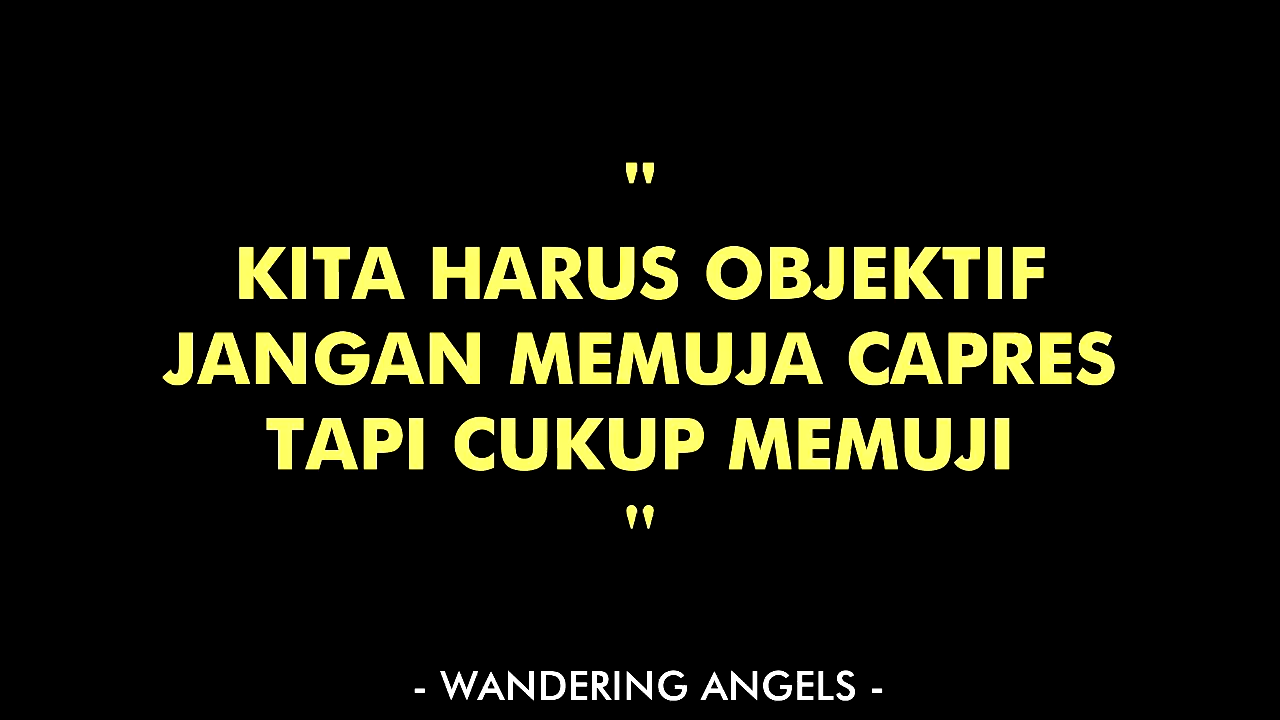 "
KITA HARUS OBJEKTIF
JANGAN MEMUJA CAPRES
TAPI CUKUP MEMUJI
"
- WANDERING ANGELS -